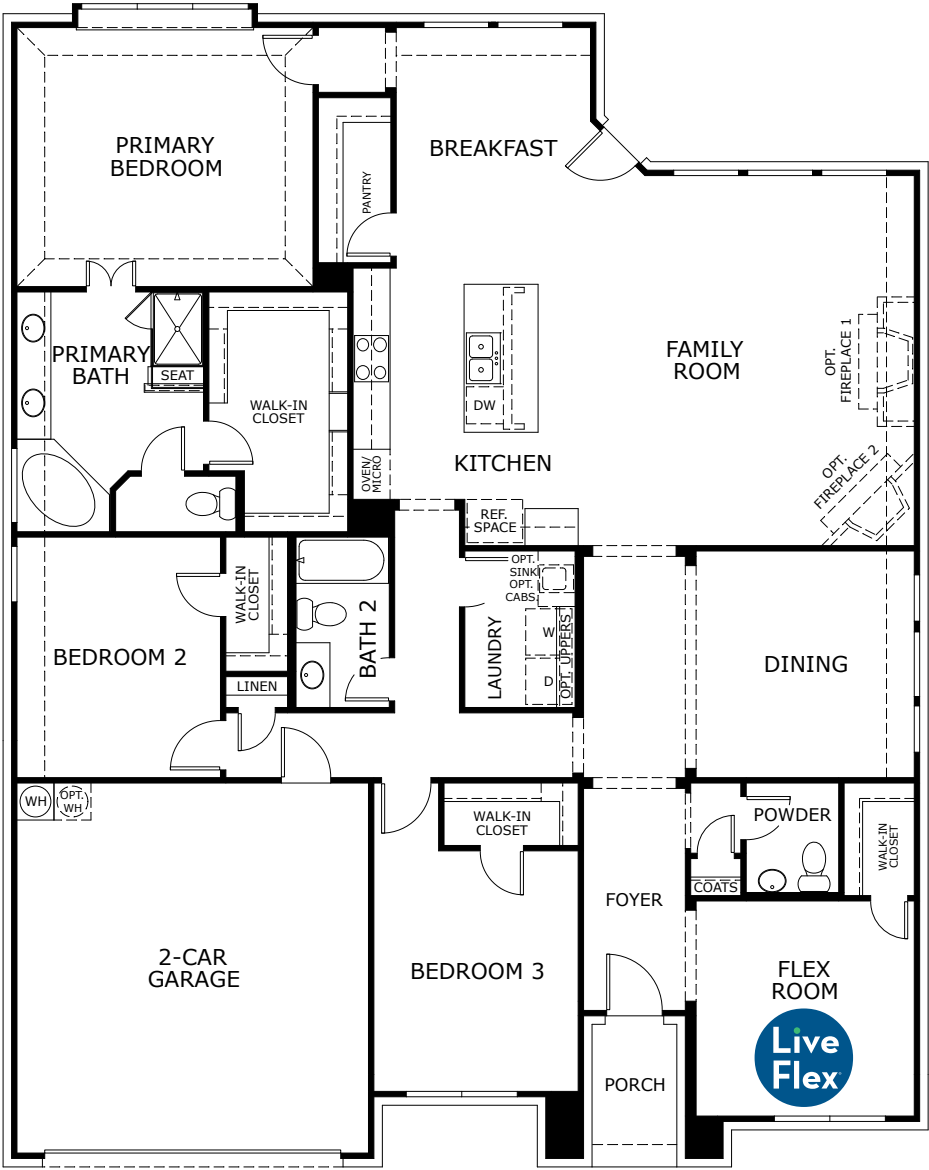 PRIMARY
BEDROOM
BREAKFAST
PANTRY
PRIMARY
BATH
SEAT
WALK-IN
CLOSET
DW
FAMILY
ROOM
OPT.
FIREPLACE 1
OPT.
FIREPLACE 2
KITCHEN
OVEN/
MICRO
REF.
SPACE
BEDROOM 2
WALK-IN
CLOSET
LINEN
BATH 2
OPT.
SINK
OPT.
CABS.
LAUNDRY
W
D
OPT. UPPERS
DINING
WH
OPT.
WH
WALK-IN
CLOSET
POWDER
WALK-IN
CLOSET
COATS
FOYER
2-CAR
GARAGE
BEDROOM 3
FLEX
ROOM
Live
Flex
PORCH